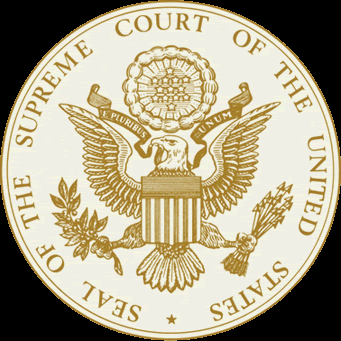 SEAL OF THE SUPREME COURT OF THE UNITED STATES
E PLURIBUS UNUM